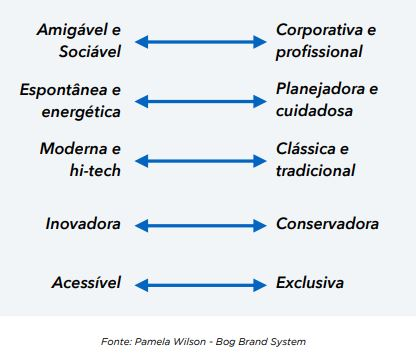 Amigável e
Sociável
Corporativa e
profissional
Espontânea e
energética
Planejadora e
cuidadosa
Moderna e
hi-tech
Clássica e
tradicional
Inovadora
Conservadora
Acessível
Exclusiva
Fonte: Pamela Wilson - Bog Brand System